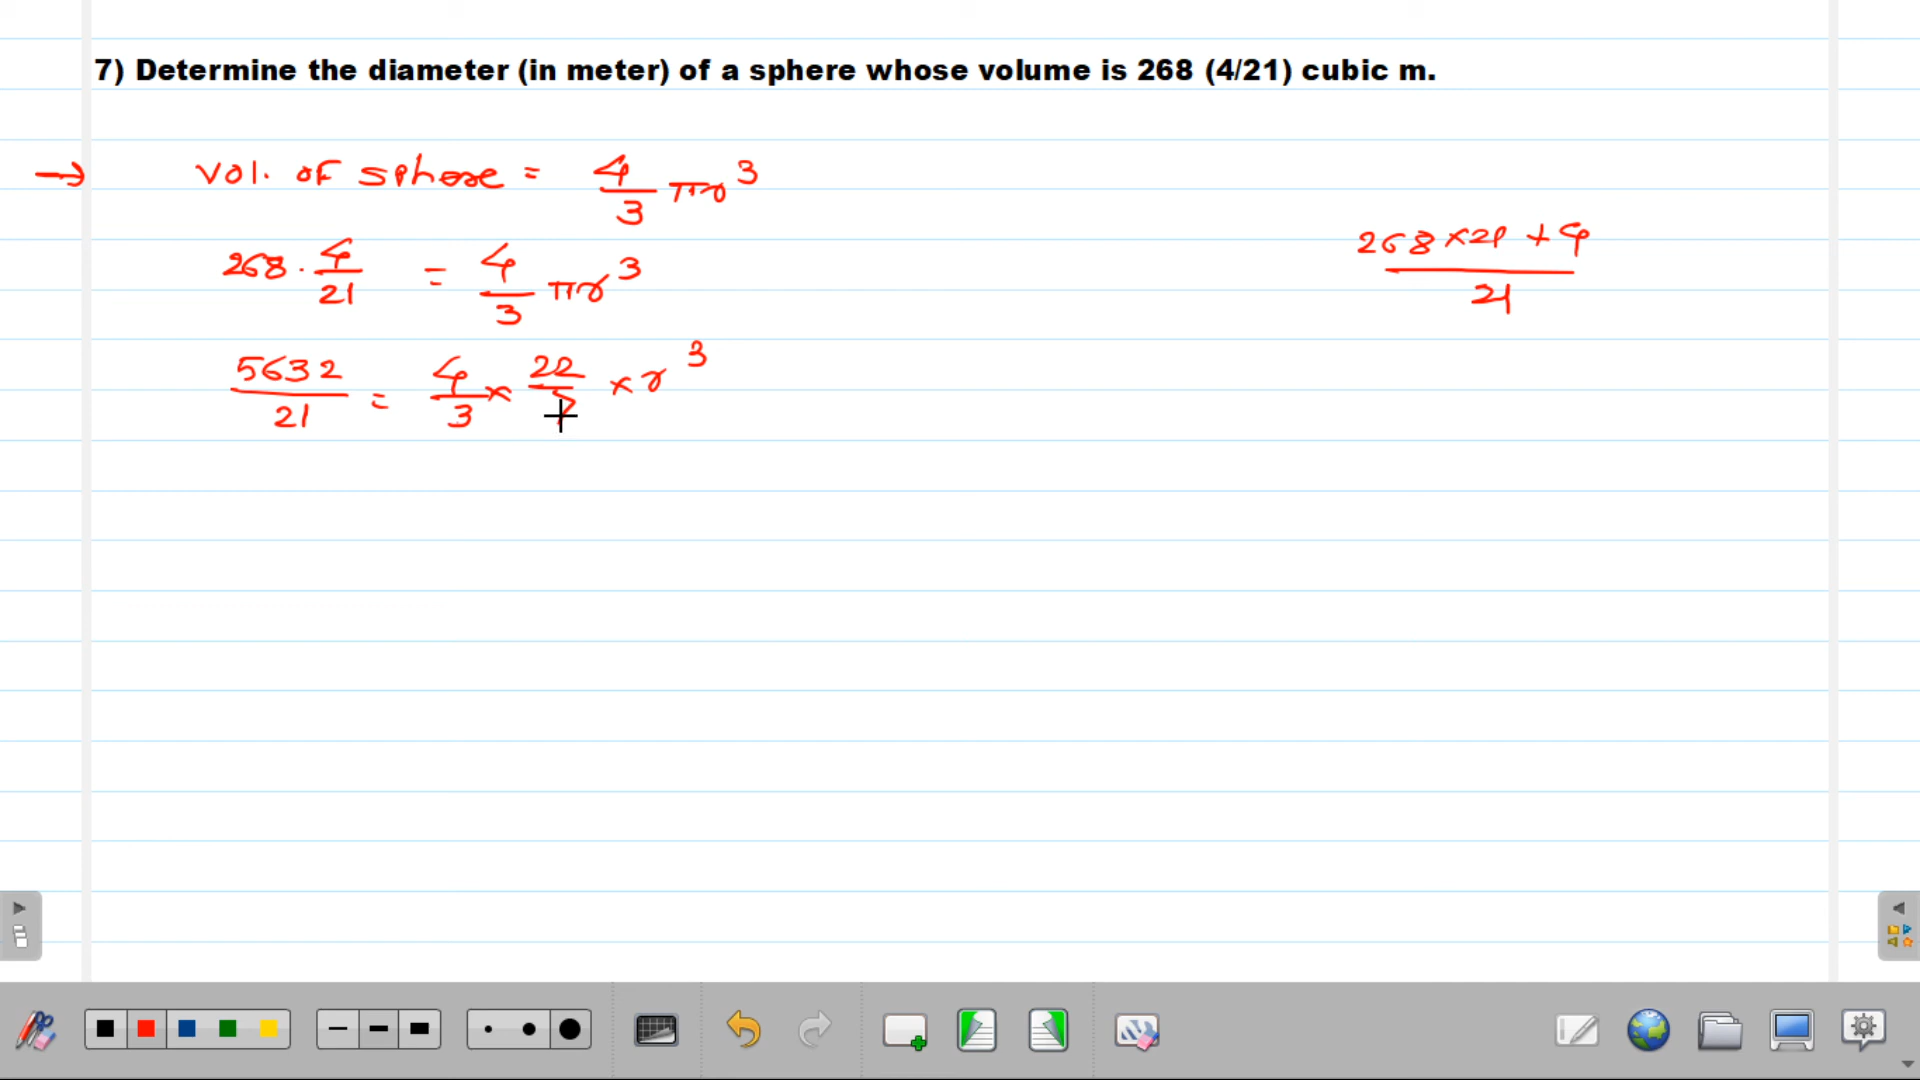 7) Determine the diameter (in meter) of a sphere whose volume is 268 (4/21) cubic m.
→ Vol. of sphere = 4/3 πr³
268 · 4/21 = 4/3 πr³
268 × 21 + 4 / 21
5632/21 = 4/3 × 22/7 × r³